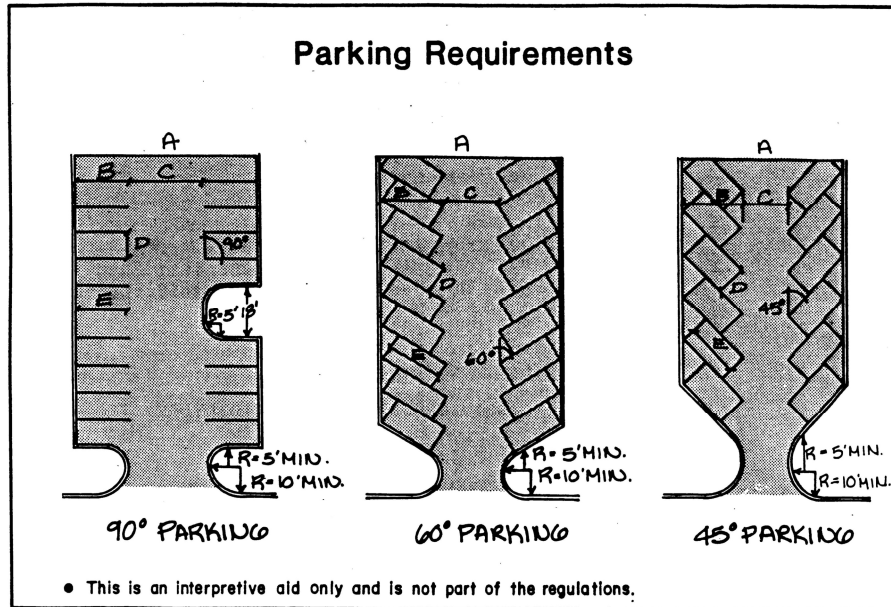 Parking Requirements
A
B C
D
90°
E
R=5' 18'
R=5' MIN.
R=10' MIN.
90° PARKING
A
B C
D
E
60°
R=5' MIN.
R=10' MIN.
60° PARKING
A
B C
D
45°
E
R=5' MIN.
R=10' MIN.
45° PARKING
• This is an interpretive aid only and is not part of the regulations.